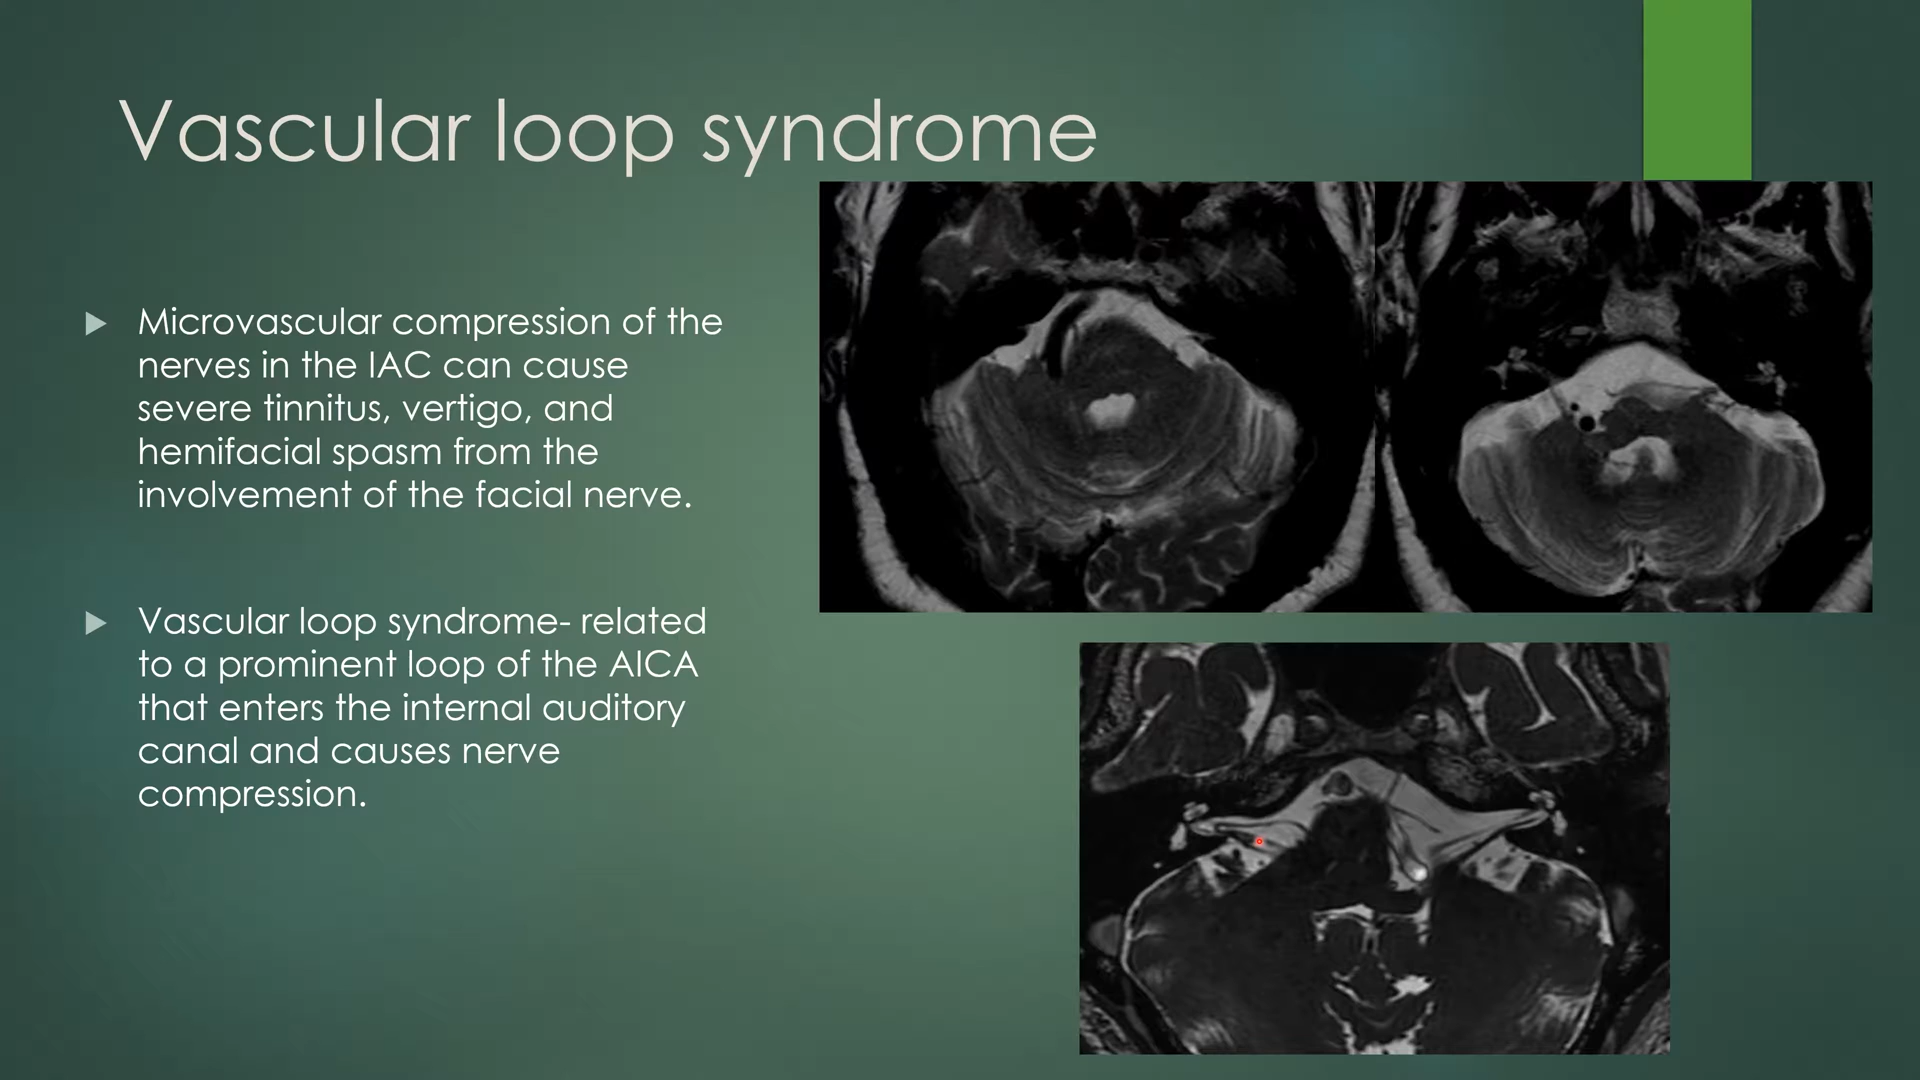 Vascular loop syndrome
Microvascular compression of the
nerves in the IAC can cause
severe tinnitus, vertigo, and
hemifacial spasm from the
involvement of the facial nerve.
Vascular loop syndrome- related
to a prominent loop of the AICA
that enters the internal auditory
canal and causes nerve
compression.